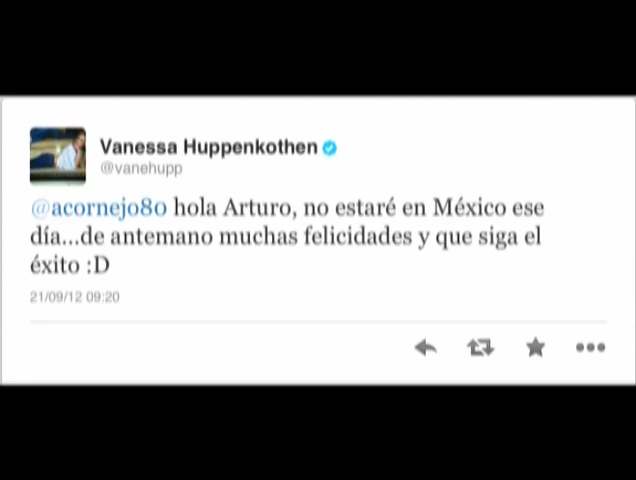 Vanessa Huppenkothen
@vanehupp
@acornejo80 hola Arturo, no estaré en México ese
día...de antemano muchas felicidades y que siga el
éxito :D
21/09/12 09:20